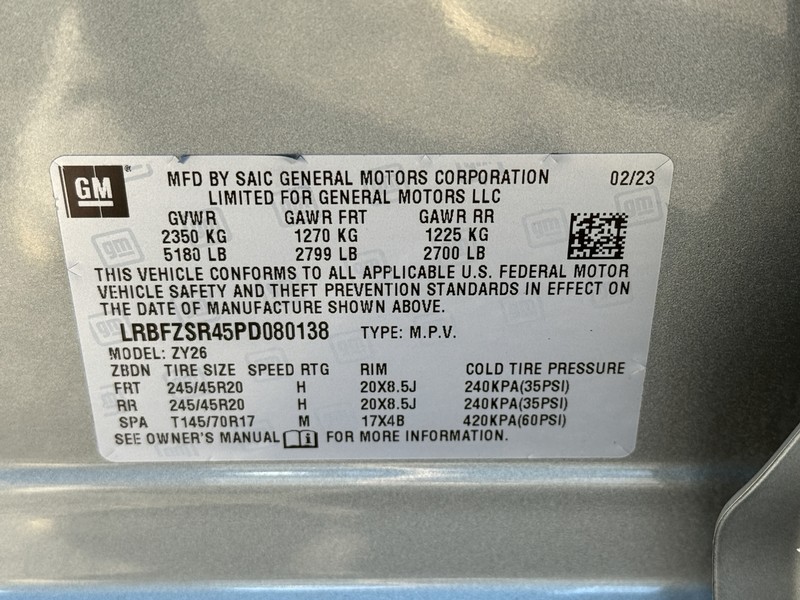 GM
MFD BY SAIC GENERAL MOTORS CORPORATION 02/23
LIMITED FOR GENERAL MOTORS LLC
GVWR GAWR FRT GAWR RR
2350 KG 1270 KG 1225 KG
5180 LB 2799 LB 2700 LB
THIS VEHICLE CONFORMS TO ALL APPLICABLE U.S. FEDERAL MOTOR
VEHICLE SAFETY AND THEFT PREVENTION STANDARDS IN EFFECT ON
THE DATE OF MANUFACTURE SHOWN ABOVE.
LRBFZSR45PD080138 TYPE: M.P.V.
MODEL: ZY26
ZBDN TIRE SIZE SPEED RTG RIM COLD TIRE PRESSURE
FRT 245/45R20 H 20X8.5J 240KPA(35PSI)
RR 245/45R20 H 20X8.5J 240KPA(35PSI)
SPA T145/70R17 M 17X4B 420KPA(60PSI)
SEE OWNER'S MANUAL FOR MORE INFORMATION.